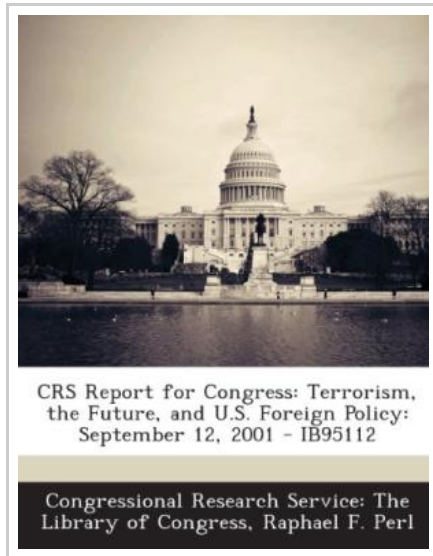 CRS Report for Congress: Terrorism,
the Future, and U.S. Foreign Policy:
September 12, 2001 - IB95112
Congressional Research Service: The
Library of Congress, Raphael F. Perl